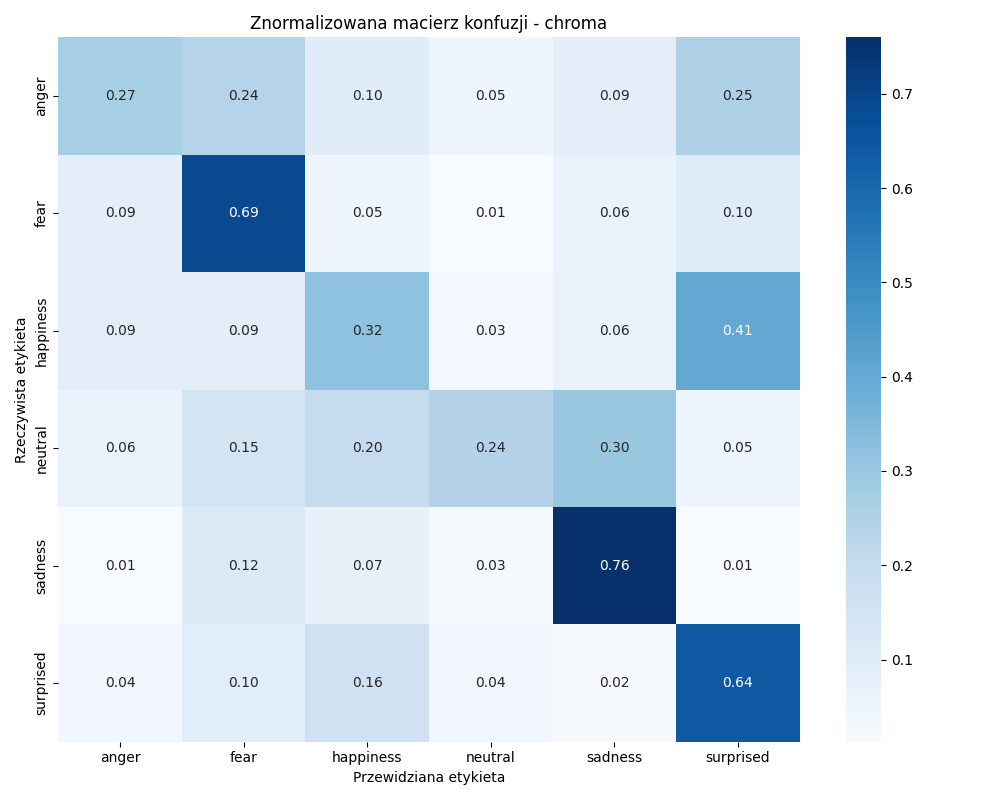 Znormalizowana macierz konfuzji - chroma
Rzeczywista etykieta
anger 0.27 0.24 0.10 0.05 0.09 0.25
fear 0.09 0.69 0.05 0.01 0.06 0.10
happiness 0.09 0.09 0.32 0.03 0.06 0.41
neutral 0.06 0.15 0.20 0.24 0.30 0.05
sadness 0.01 0.12 0.07 0.03 0.76 0.01
surprised 0.04 0.10 0.16 0.04 0.02 0.64
anger fear happiness neutral sadness surprised
Przewidziana etykieta
0.7
0.6
0.5
0.4
0.3
0.2
0.1